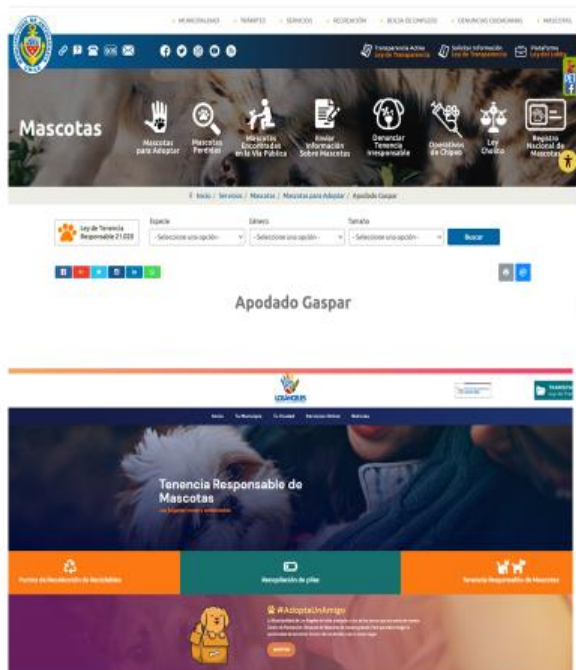 MUNICIPALIDAD TRÁMITES SERVICIOS RECREACIÓN BOLSA DE EMPLEO DENUNCIAS CIUDADANAS MASCOTAS
SOS
Transparencia Activa
Ley de Transparencia
Solicitar Información
Ley de Transparencia
Plataforma
Ley del Lobby
Mascotas
Mascotas para Adoptar
Mascotas Perdidas
Mascotas Encontradas en la Vía Pública
Enviar Información Sobre Mascotas
Denunciar Tenencia Irresponsable
Operativos de Chipeo
Ley Cholito
Registro Nacional de Mascotas
Inicio / Servicios / Mascotas / Mascotas para Adoptar / Apodado Gaspar
Ley de Tenencia Responsable 21.020
Especie Género Tamaño
- Seleccione una opción - - Seleccione una opción - - Seleccione una opción - Buscar
Apodado Gaspar
LOS ÁNGELES
Inicio Tu Municipio Tu Ciudad Servicios Online Noticias
Tenencia Responsable de
Mascotas
Puntos de Recolección de Reciclables
Recopilación de pilas
Tenencia Responsable de Mascotas
#AdoptaUnAmigo